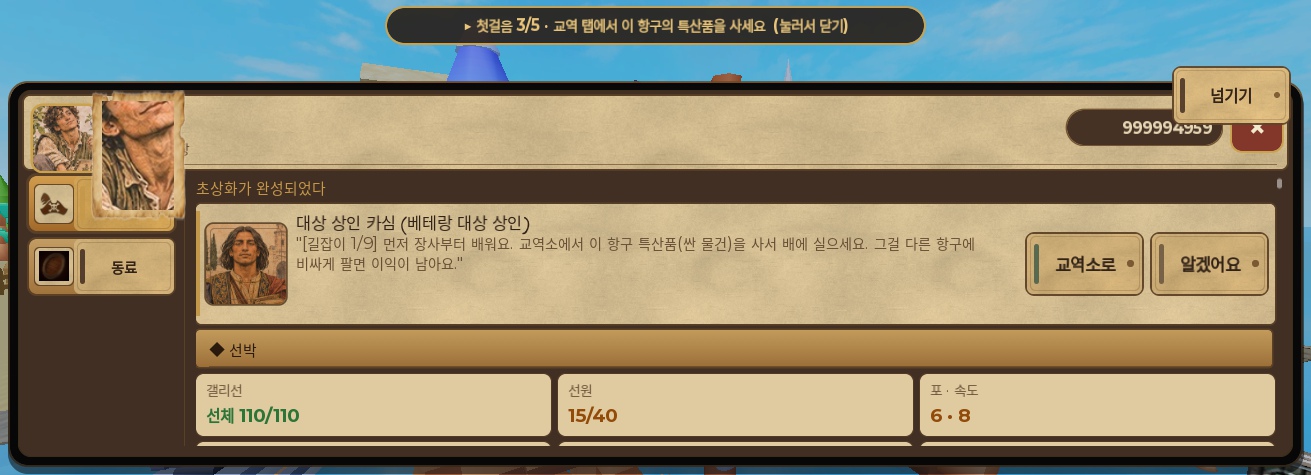 ▸ 첫걸음 3/5 · 교역 탭에서 이 항구의 특산품을 사세요 (눌러서 닫기)
넘기기
999994959
초상화가 완성되었다
대상 상인 카심 (베테랑 대상 상인)
"[길잡이 1/9] 먼저 장사부터 배워요. 교역소에서 이 항구 특산품(싼 물건)을 사서 배에 실으세요. 그걸 다른 항구에
비싸게 팔면 이익이 남아요."
교역소로
알겠어요
동료
◆ 선박
갤리선
선체 110/110
선원
15/40
포 · 속도
6 · 8